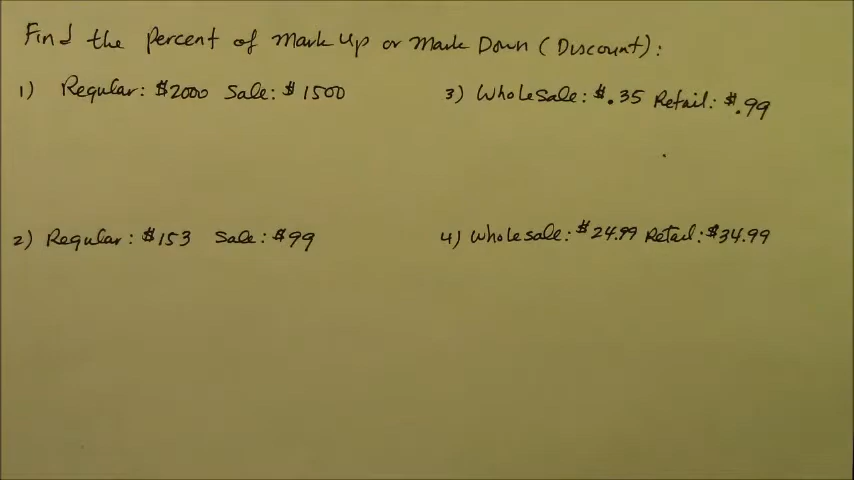 Find the Percent of Mark Up or Mark Down (Discount):
1) Regular: $2000 Sale: $1500
2) Regular: $153 Sale: $99
3) Wholesale: $.35 Retail: $.99
4) Wholesale: $24.99 Retail: $34.99